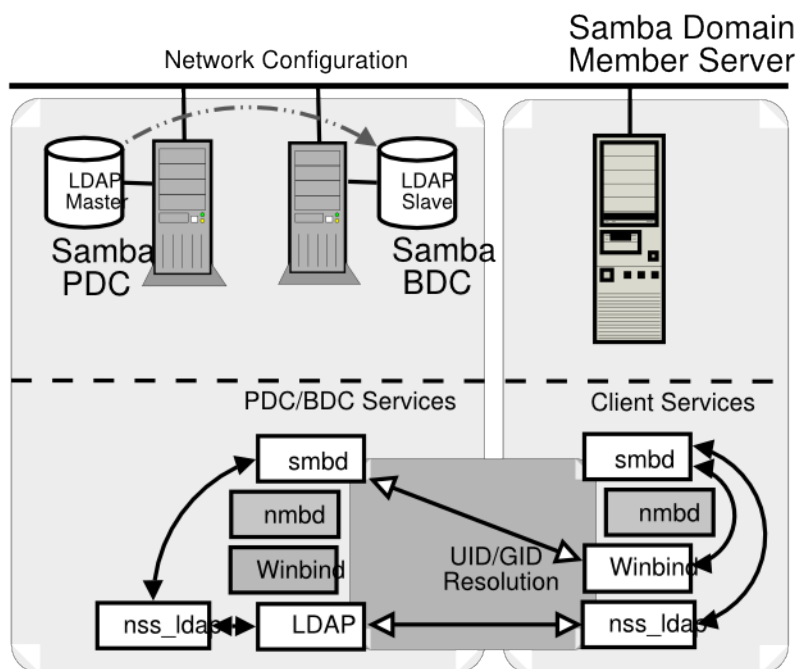 Network Configuration
Samba Domain
Member Server
LDAP
Master
Samba
PDC
LDAP
Slave
Samba
BDC
PDC/BDC Services
Client Services
smbd
nmbd
Winbind
nss_ldap
LDAP
UID/GID
Resolution
smbd
nmbd
Winbind
nss_ldap